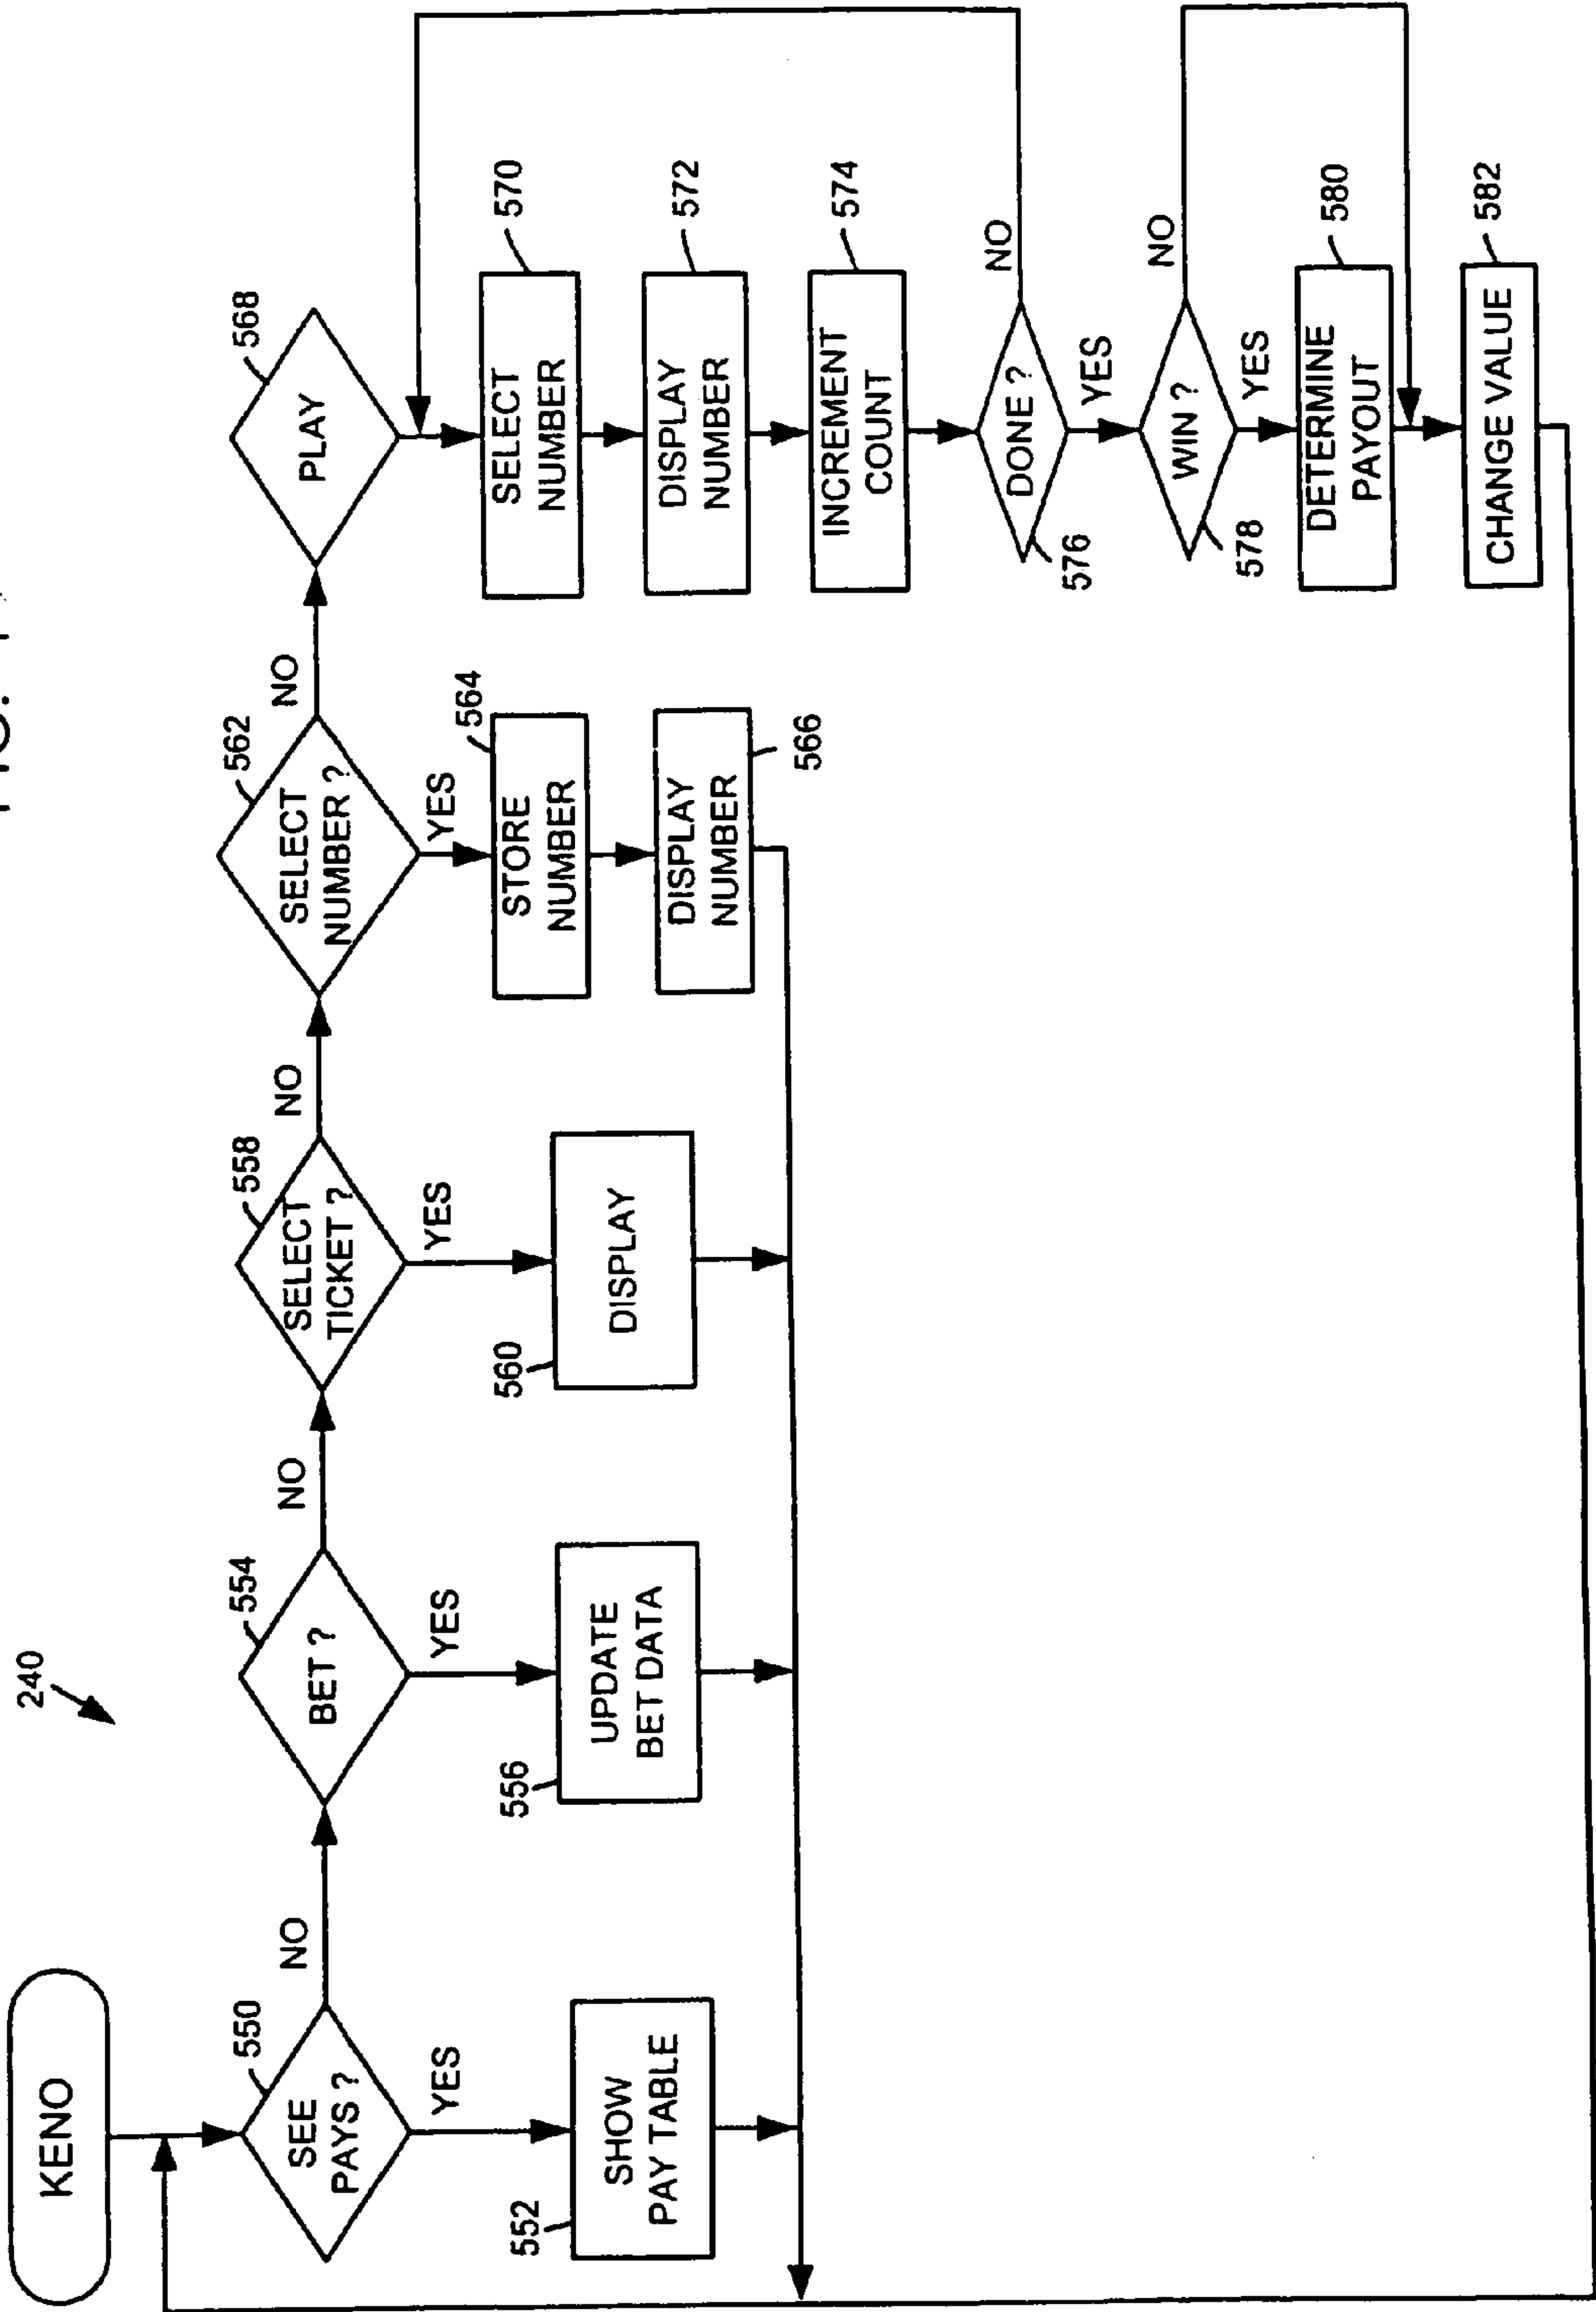 240
KENO
550
SEE
PAYS ?
NO
YES
552
SHOW
PAY TABLE
554
BET ?
NO
YES
556
UPDATE
BET DATA
558
SELECT
TICKET ?
NO
YES
560
DISPLAY
562
SELECT
NUMBER ?
NO
YES
564
STORE
NUMBER
566
DISPLAY
NUMBER
568
PLAY
570
SELECT
NUMBER
572
DISPLAY
NUMBER
574
INCREMENT
COUNT
576
DONE ?
NO
YES
578
WIN ?
NO
YES
580
DETERMINE
PAYOUT
582
CHANGE VALUE